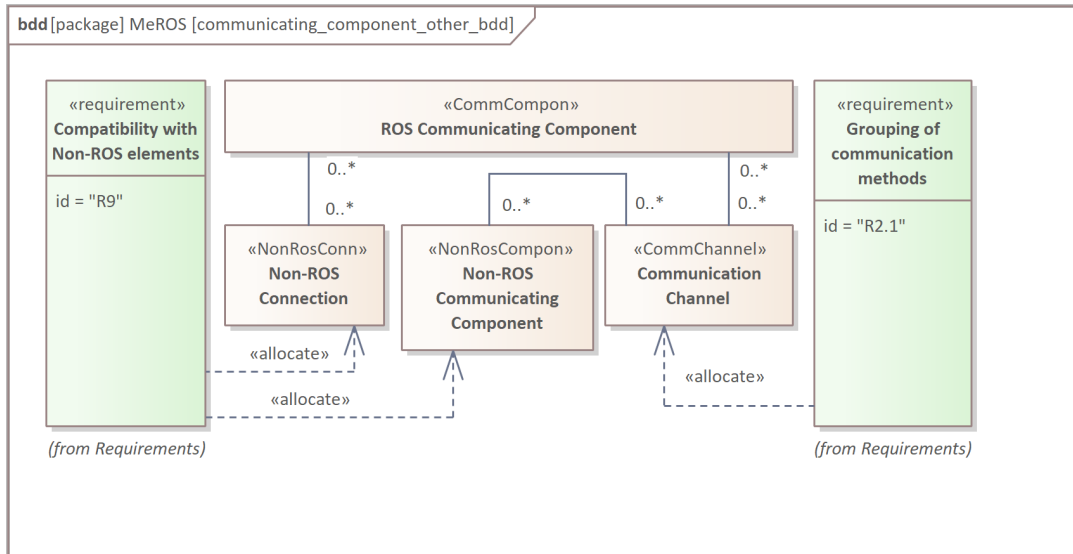 bdd [package] MeROS [communicating_component_other_bdd]
«requirement»
Compatibility with
Non-ROS elements
id = "R9"
(from Requirements)
«CommCompon»
ROS Communicating Component
0..*
0..*
0..*
0..*
0..*
0..*
«NonRosConn»
Non-ROS
Connection
«NonRosCompon»
Non-ROS
Communicating
Component
«CommChannel»
Communication
Channel
«allocate»
«allocate»
«allocate»
«requirement»
Grouping of
communication
methods
id = "R2.1"
(from Requirements)